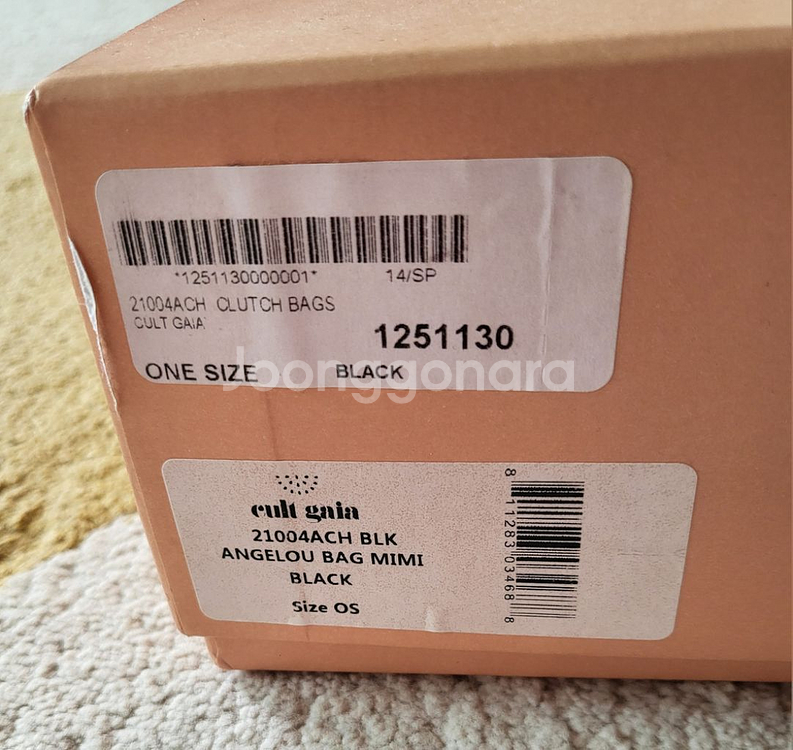 *1251130000001* 14/SP
21004ACH CLUTCH BAGS
CULT GAIA
1251130
ONE SIZE BLACK
Joonggonara
cult gaia
21004ACH BLK
ANGELOU BAG MIMI
BLACK
Size OS
8 11283 03468 8